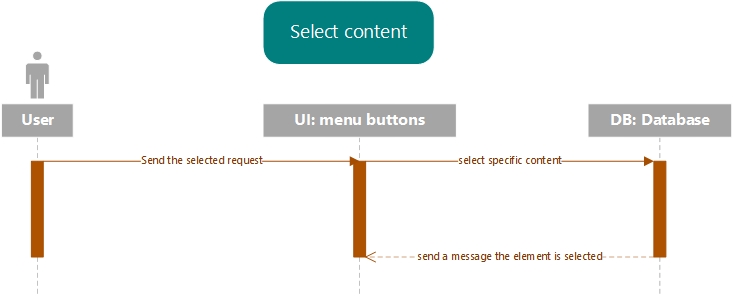 Select content
User
UI: menu buttons
DB: Database
Send the selected request
select specific content
send a message the element is selected